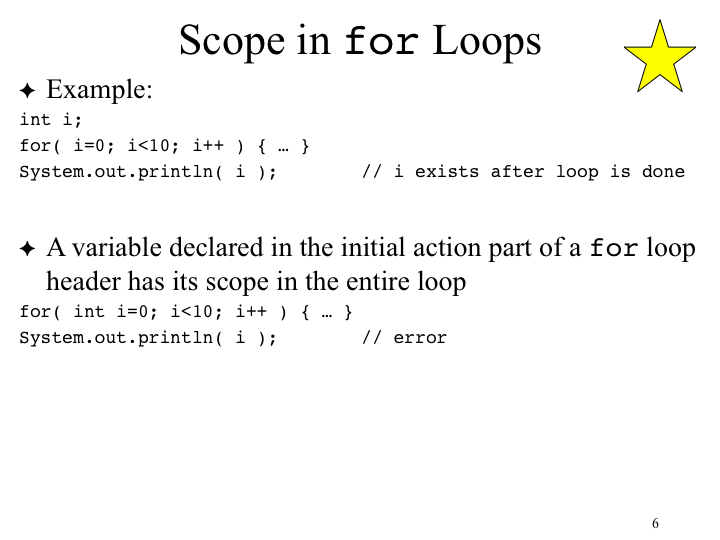 Scope in for Loops
✦ Example:
int i;
for( i=0; i<10; i++ ) { … }
System.out.println( i );        // i exists after loop is done
✦ A variable declared in the initial action part of a for loop
header has its scope in the entire loop
for( int i=0; i<10; i++ ) { … }
System.out.println( i );        // error
6